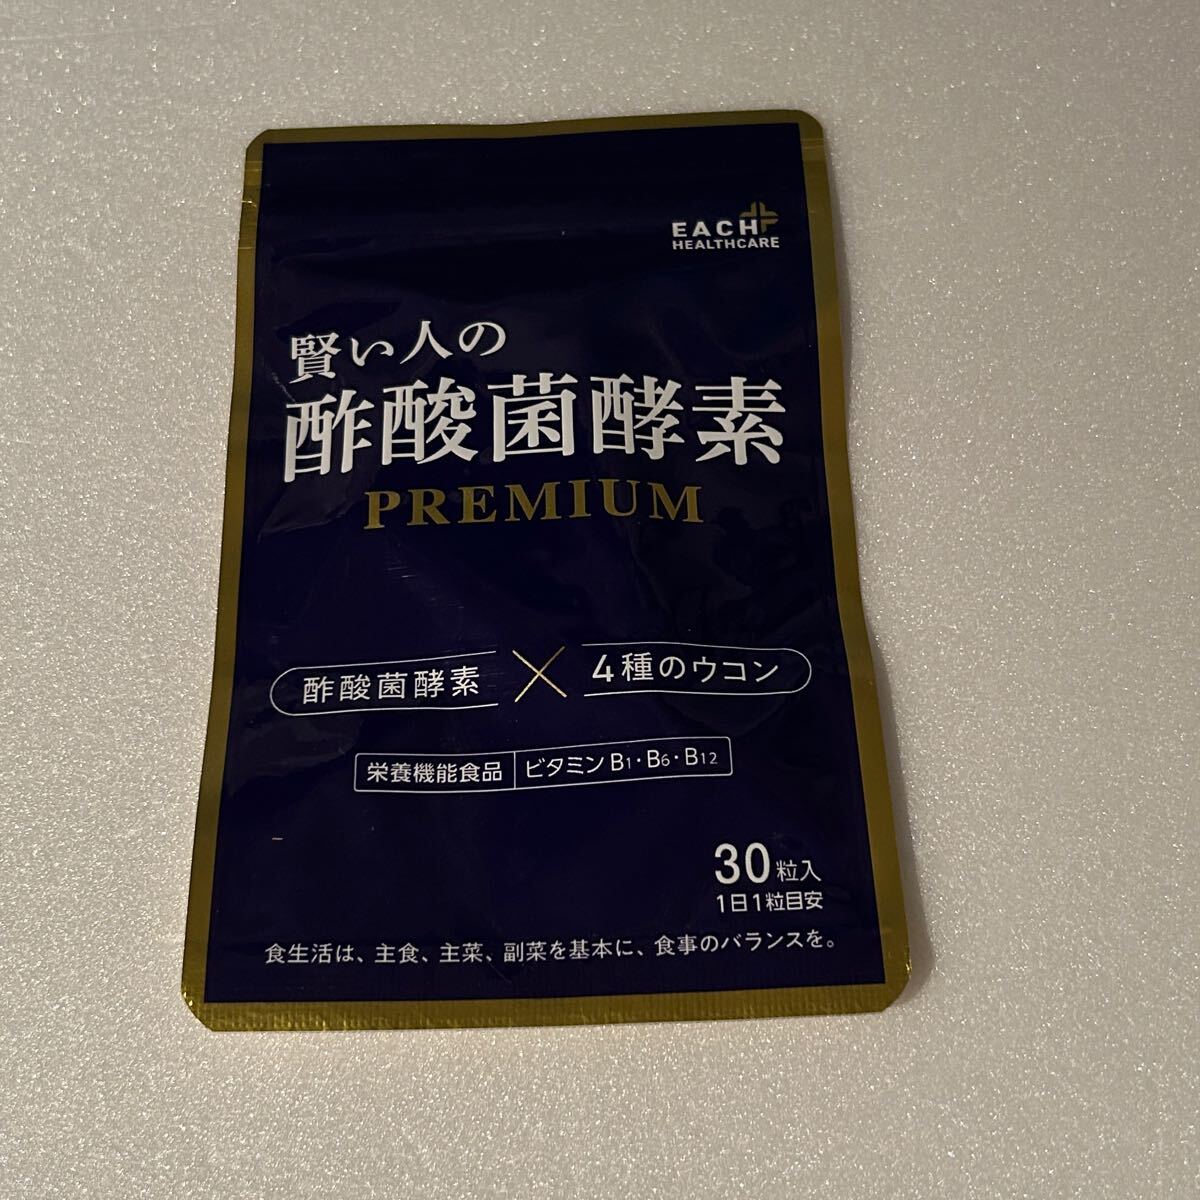 EACH
HEALTHCARE
賢い人の
酢酸菌酵素
PREMIUM
酢酸菌酵素 × 4種のウコン
栄養機能食品 ビタミン B1・B6・B12
30粒入
1日1粒目安
食生活は、主食、主菜、副菜を基本に、食事のバランスを。